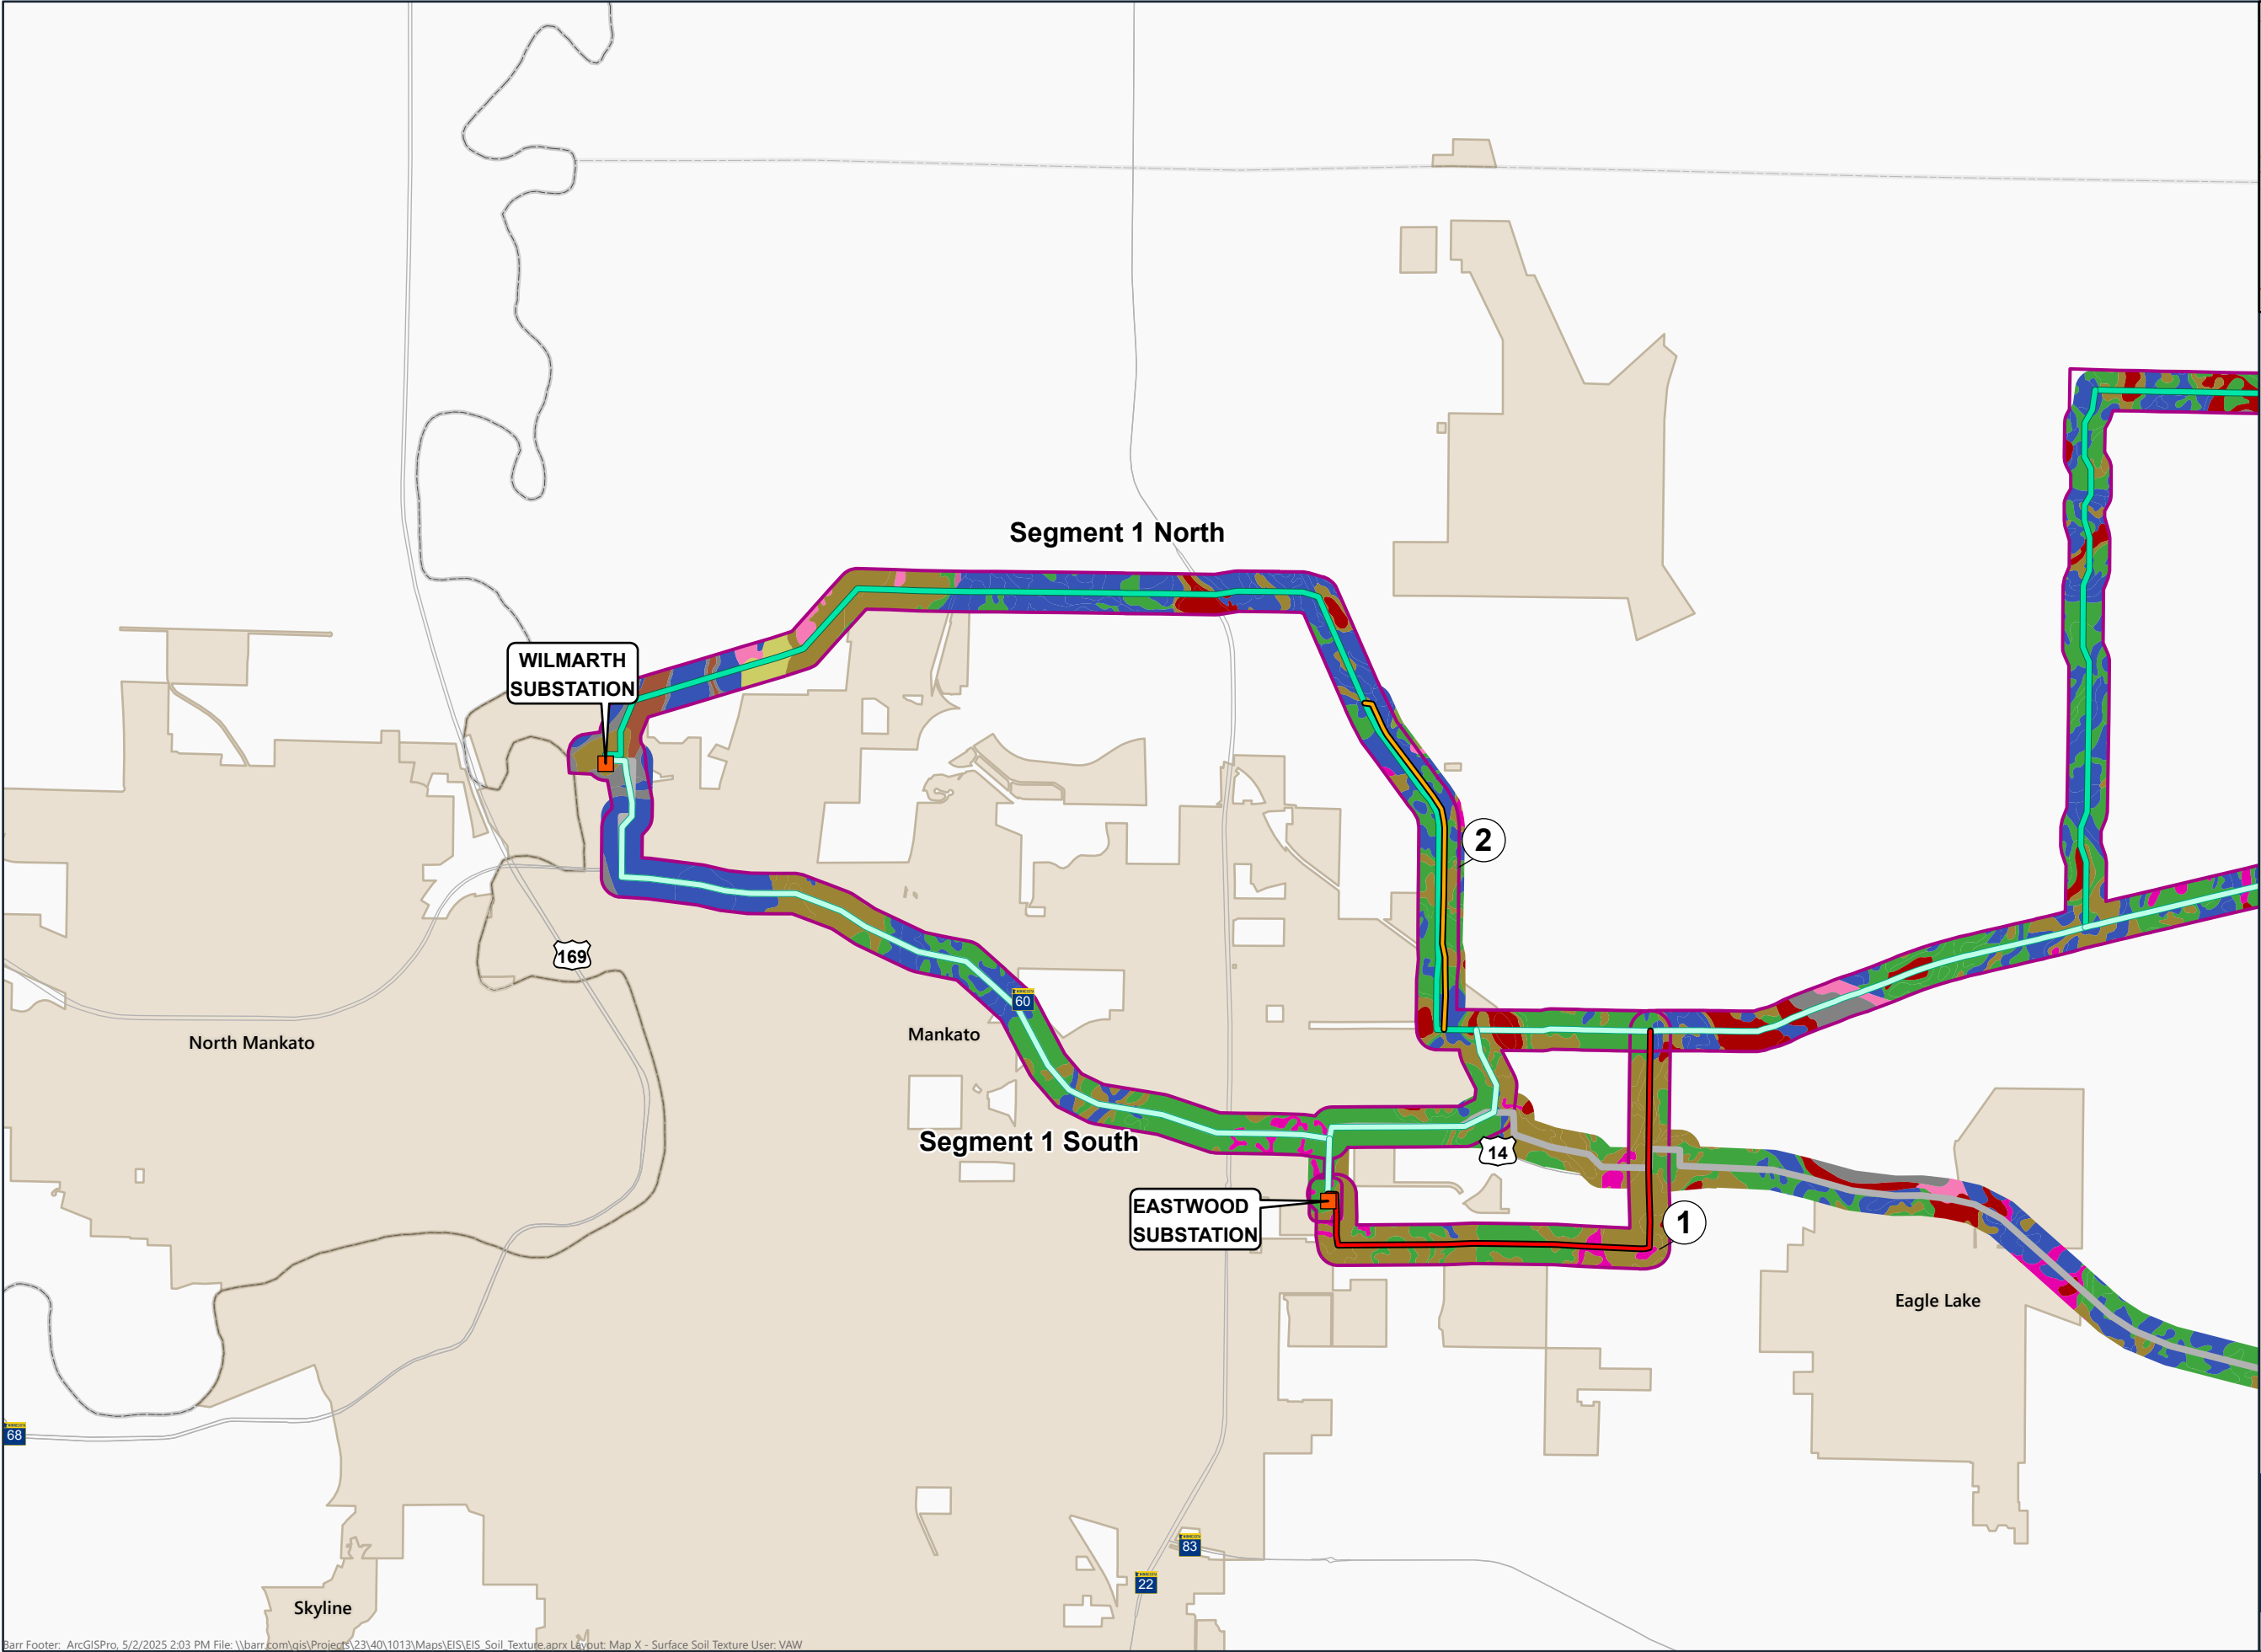 Segment 1 North
WILMARTH
SUBSTATION
2
169
60
Mankato
North Mankato
Segment 1 South
14
EASTWOOD
SUBSTATION
1
Eagle Lake
68
83
22
Skyline
Barr Footer: ArcGISPro, 5/2/2025 2:03 PM File: \\barr.com\gis\Projects\23\40\1013\Maps\EIS\EIS_Soil_Texture.aprx Layout: Map X - Surface Soil Texture User: VAW